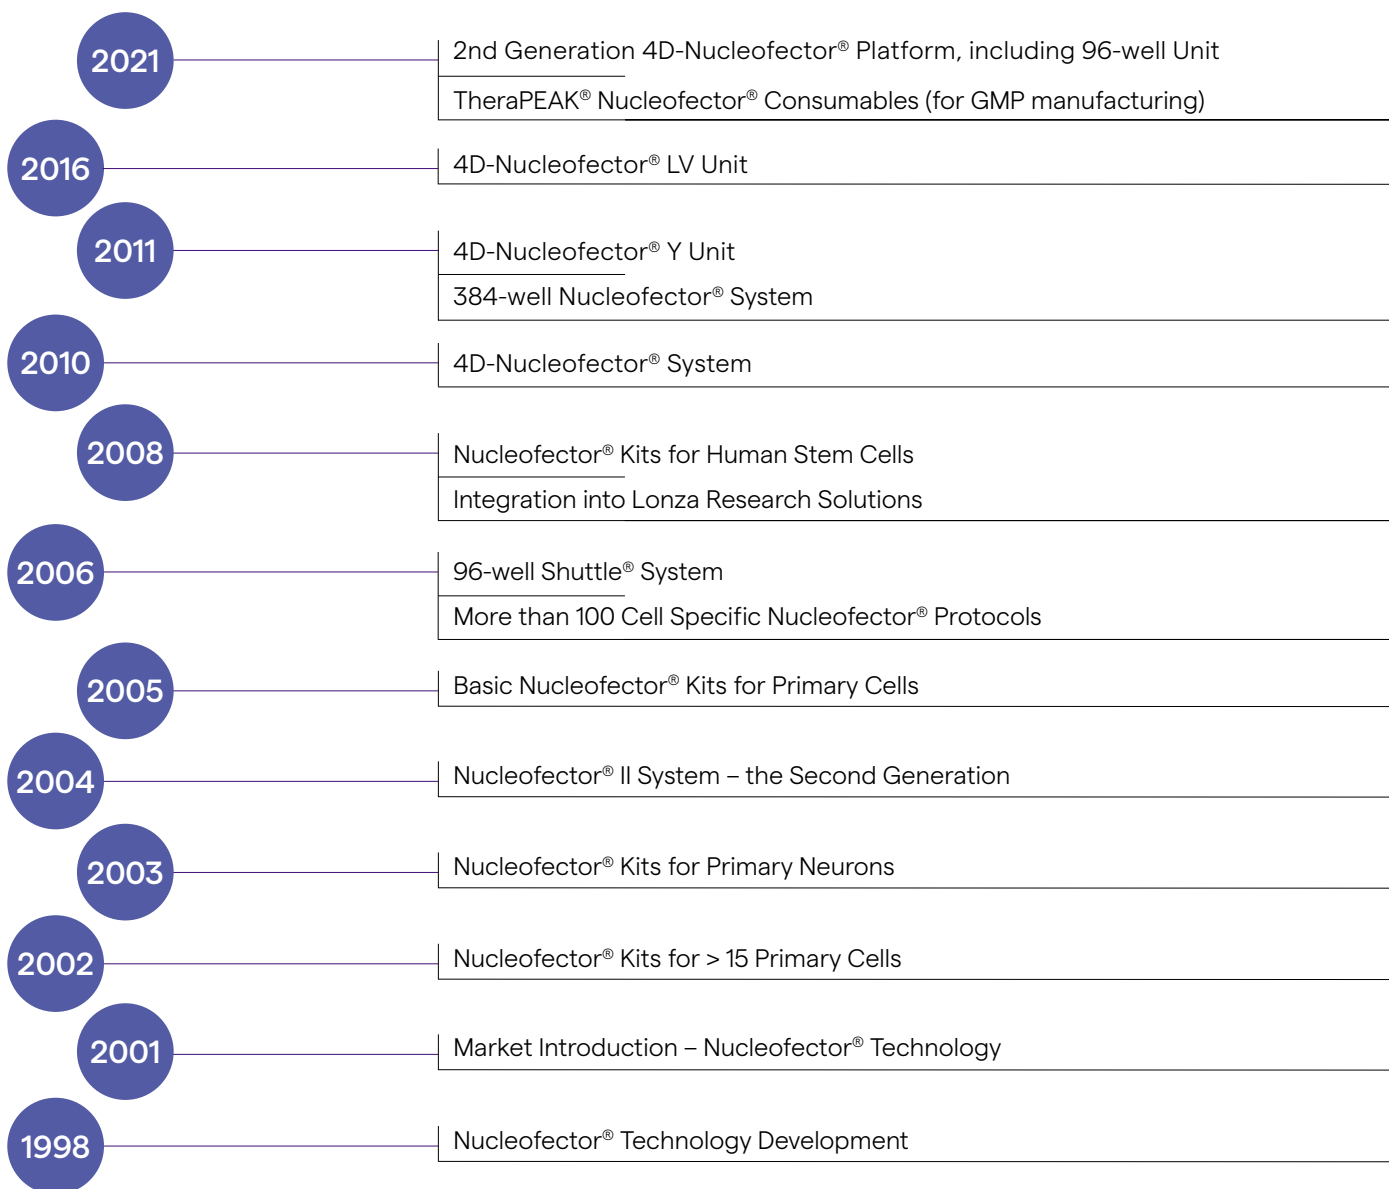 2021
2nd Generation 4D-Nucleofector® Platform, including 96-well Unit
TheraPEAK® Nucleofector® Consumables (for GMP manufacturing)
2016
4D-Nucleofector® LV Unit
2011
4D-Nucleofector® Y Unit
384-well Nucleofector® System
2010
4D-Nucleofector® System
2008
Nucleofector® Kits for Human Stem Cells
Integration into Lonza Research Solutions
2006
96-well Shuttle® System
More than 100 Cell Specific Nucleofector® Protocols
2005
Basic Nucleofector® Kits for Primary Cells
2004
Nucleofector® II System – the Second Generation
2003
Nucleofector® Kits for Primary Neurons
2002
Nucleofector® Kits for > 15 Primary Cells
2001
Market Introduction – Nucleofector® Technology
1998
Nucleofector® Technology Development